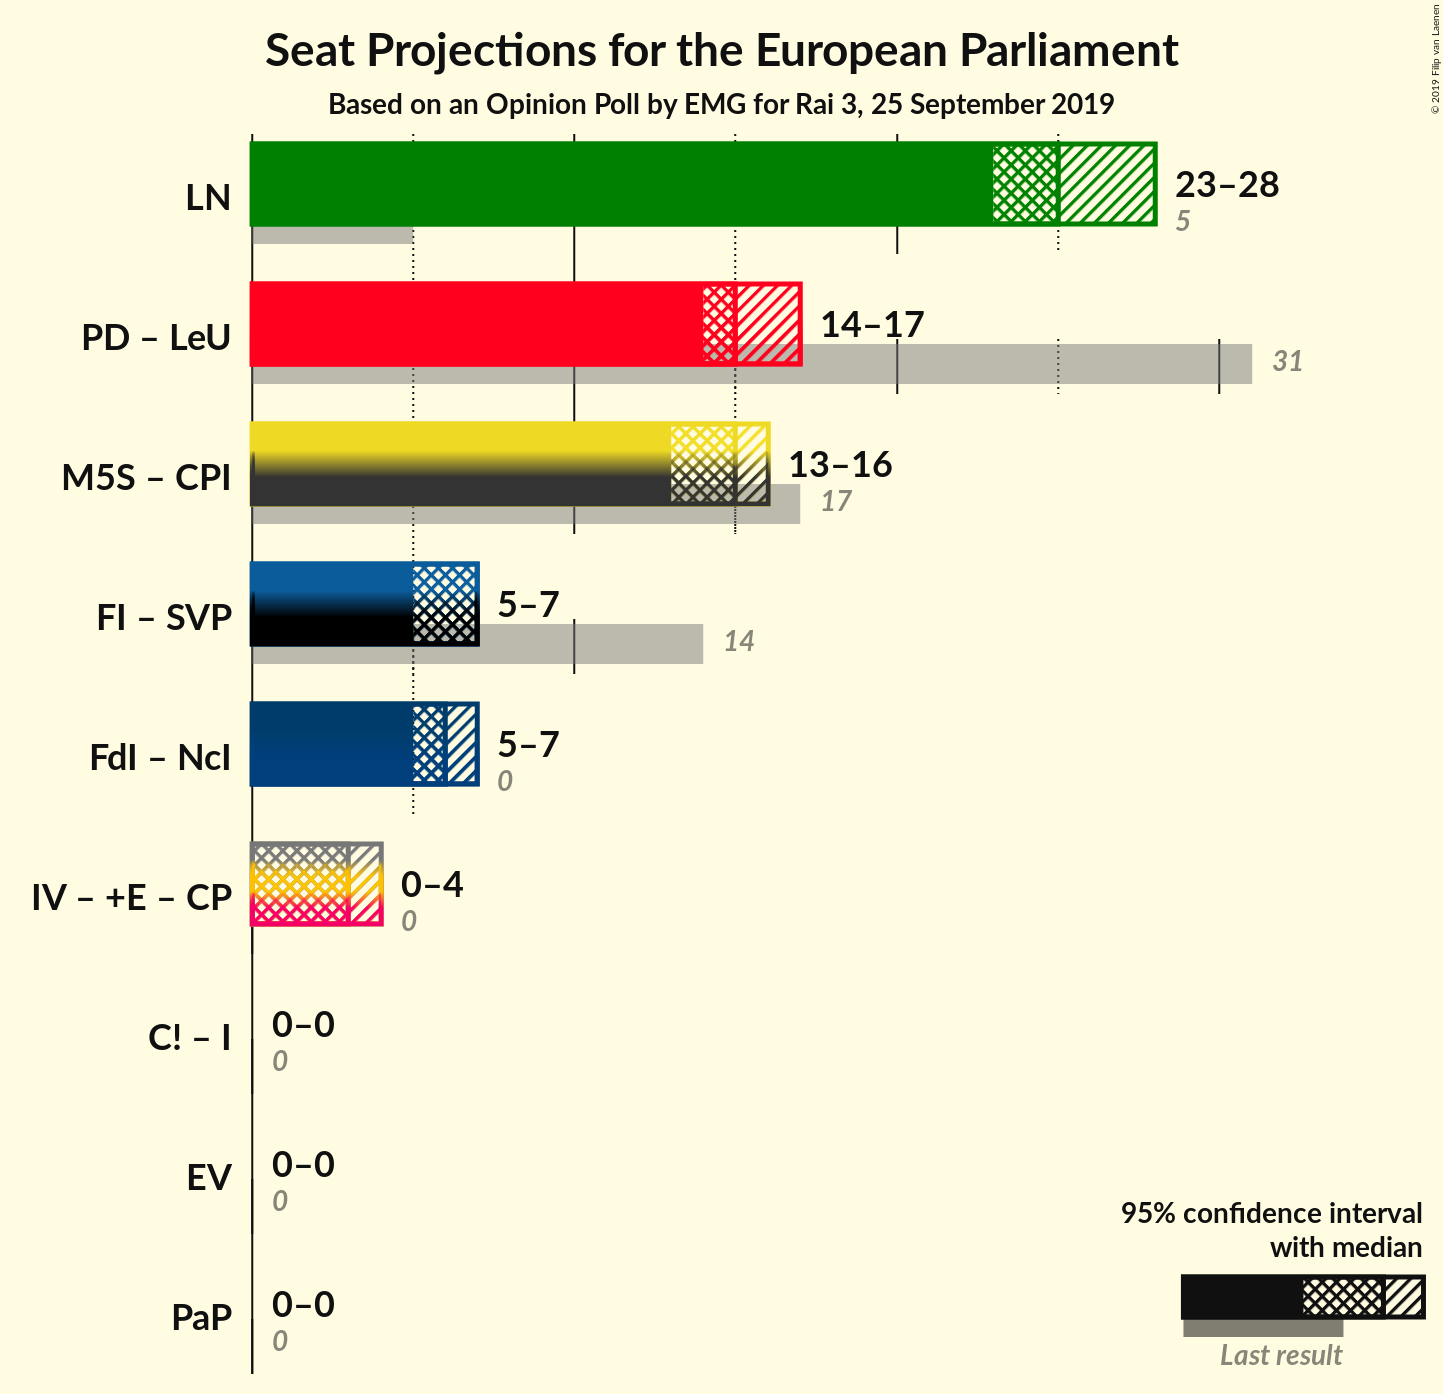 Seat Projections for the European Parliament
Based on an Opinion Poll by EMG for Rai 3, 25 September 2019
© 2019 Filip van Laenen
LN
23–28
5
PD – LeU
14–17
31
M5S – CPI
13–16
17
FI – SVP
5–7
14
FdI – NcI
5–7
0
IV – +E – CP
0–4
0
C! – I
0–0
0
EV
0–0
0
PaP
0–0
0
95% confidence interval
with median
Last result